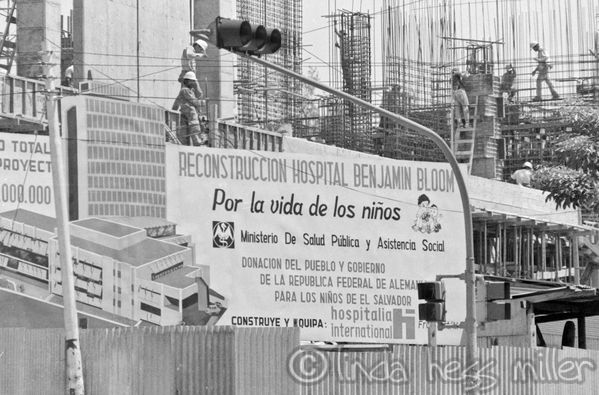 O TOTAL
PROYECTO
.000.000
RECONSTRUCCION HOSPITAL BENJAMIN BLOOM
Por la vida de los niños
Ministerio De Salud Pública y Asistencia Social
DONACION DEL PUEBLO Y GOBIERNO
DE LA REPUBLICA FEDERAL DE ALEMAN
PARA LOS NIÑOS DE EL SALVADOR
CONSTRUYE Y EQUIPA:
hospitalia
international
© linda hess miller